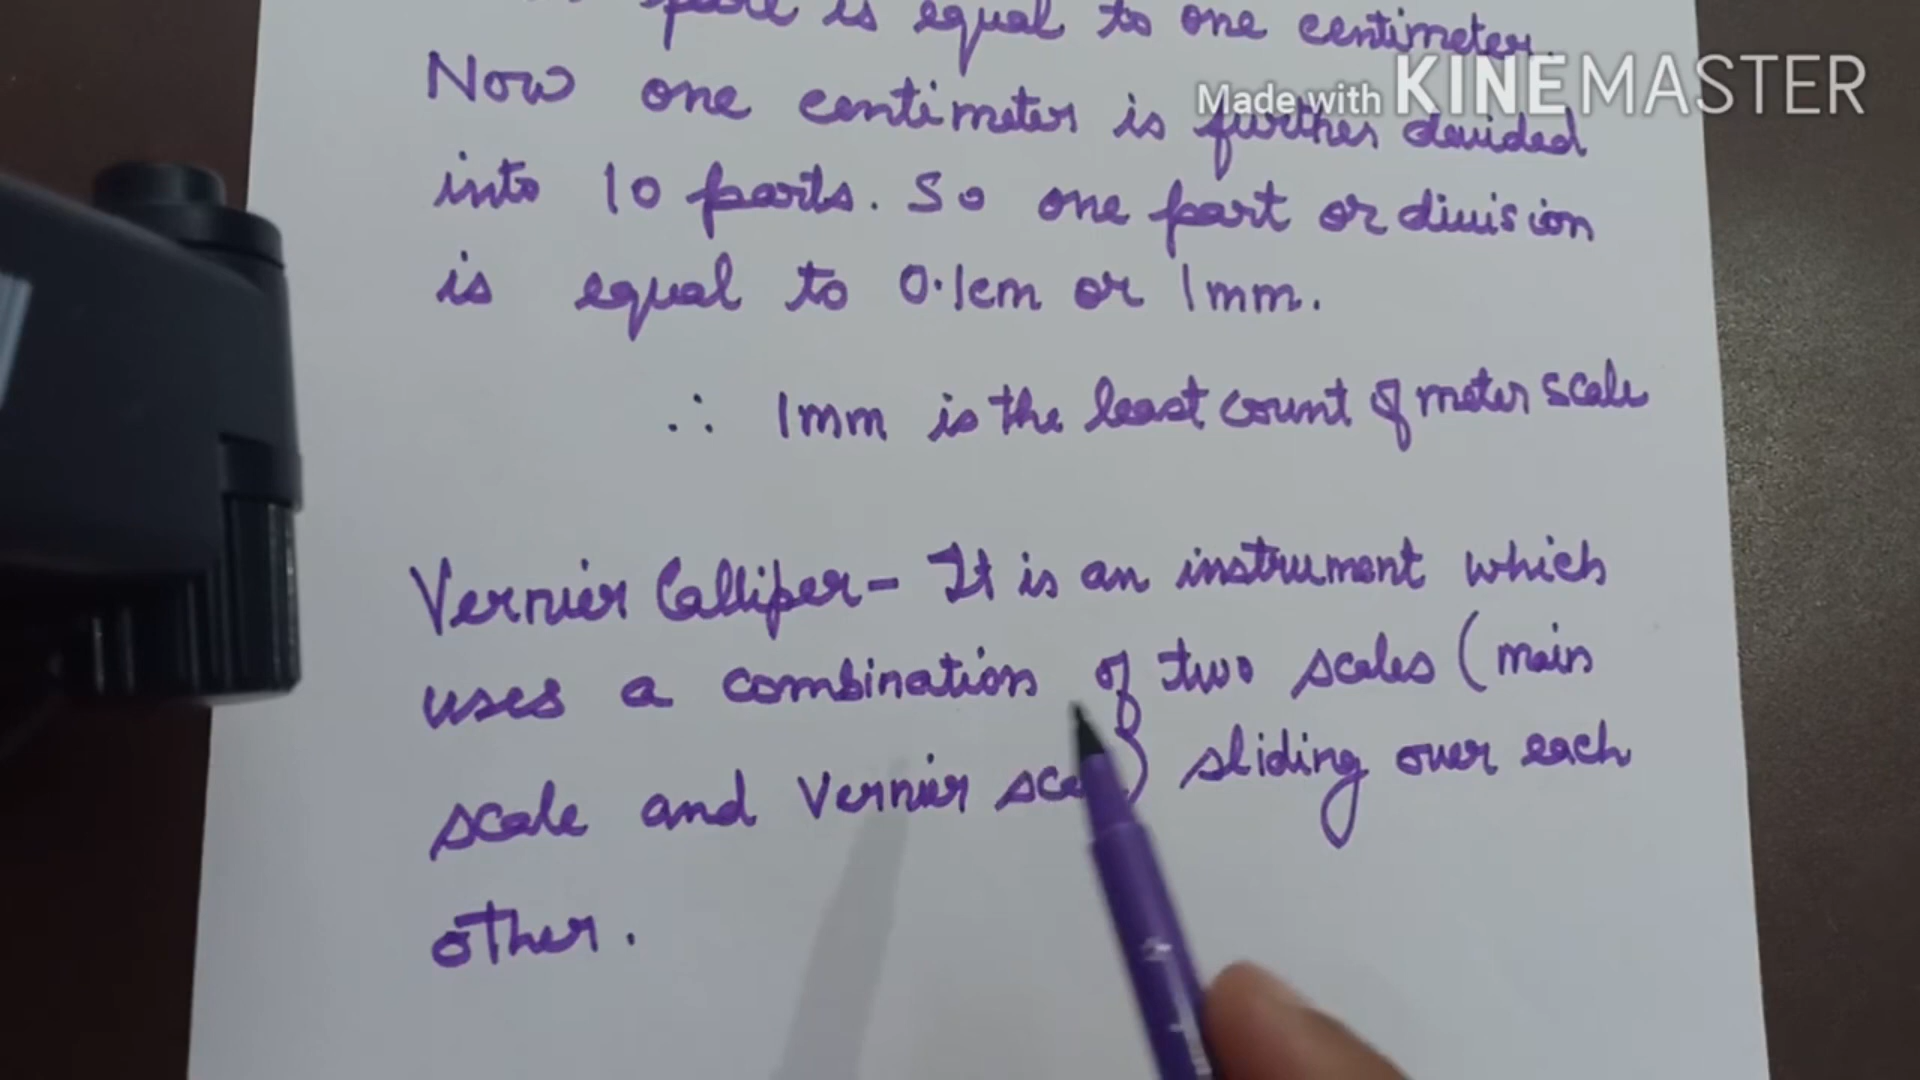 part is equal to one centimeter.
Made with KINEMASTER
Now one centimeter is further devided
into 10 parts. So one part or division
is equal to 0.1cm or 1mm.
∴ 1mm is the least count of meter scale
Vernier Calliper - It is an instrument which
uses a combination of two scales (main
scale and Vernier scale) sliding over each
other.